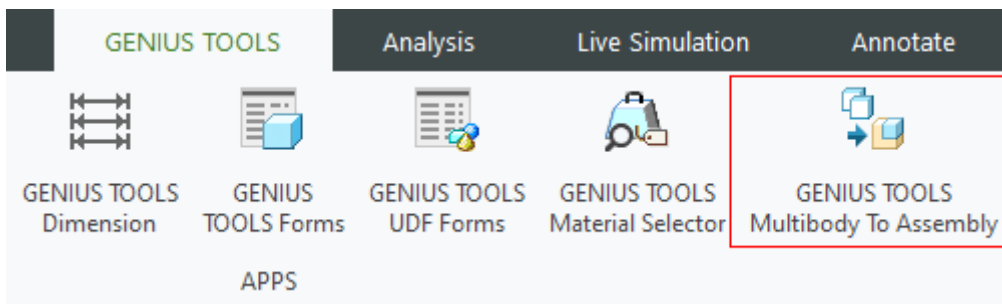 GENIUS TOOLS Analysis Live Simulation Annotate
GENIUS TOOLS
Dimension
GENIUS
TOOLS Forms
GENIUS TOOLS
UDF Forms
GENIUS TOOLS
Material Selector
GENIUS TOOLS
Multibody To Assembly
APPS